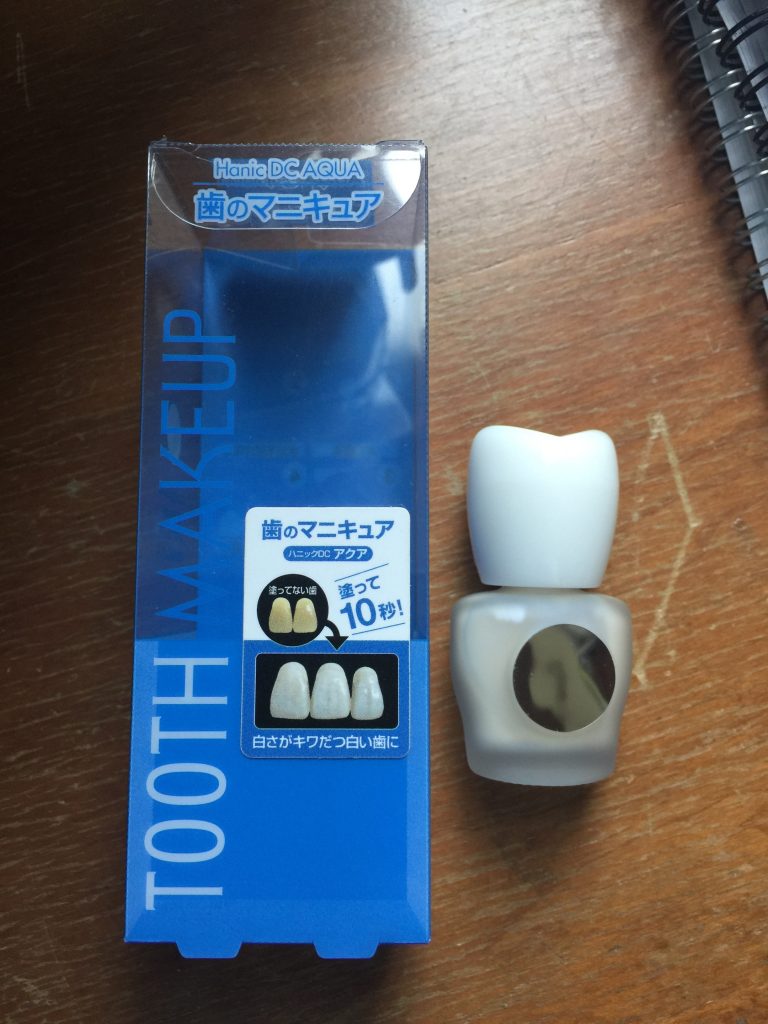 Hanic DC AQUA
歯のマニキュア
TOOTH MAKEUP
歯のマニキュア
ハニックDC アクア
塗ってない歯
塗って
10秒!
白さがキワだつ白い歯に